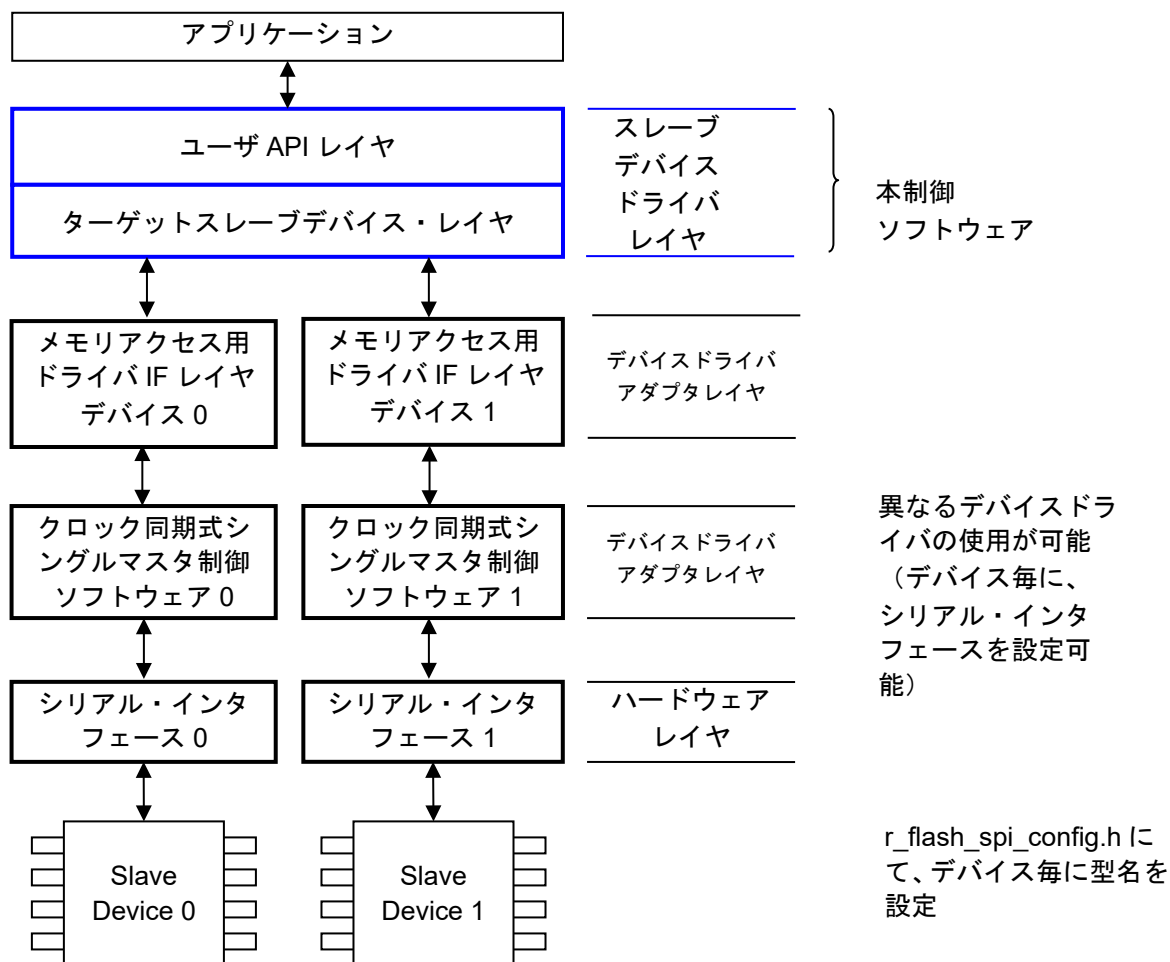 アプリケーション
ユーザ API レイヤ
ターゲットスレーブデバイス・レイヤ
スレーブ
デバイス
ドライバ
レイヤ
本制御
ソフトウェア
メモリアクセス用
ドライバ IF レイヤ
デバイス 0
メモリアクセス用
ドライバ IF レイヤ
デバイス 1
デバイスドライバ
アダプタレイヤ
クロック同期式シ
ングルマスタ制御
ソフトウェア 0
クロック同期式シ
ングルマスタ制御
ソフトウェア 1
デバイスドライバ
アダプタレイヤ
異なるデバイスドラ
イバの使用が可能
(デバイス毎に、
シリアル・インタ
フェースを設定可
能)
シリアル・インタ
フェース 0
シリアル・インタ
フェース 1
ハードウェア
レイヤ
Slave
Device 0
Slave
Device 1
r_flash_spi_config.h に
て、デバイス毎に型名を
設定